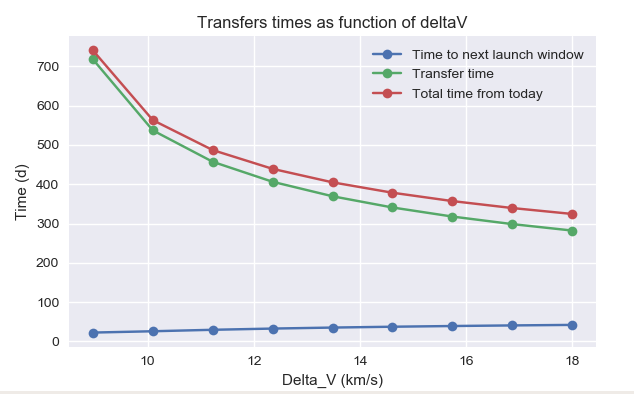 Transfers times as function of deltaV
Time to next launch window
Transfer time
Total time from today
Time (d)
700
600
500
400
300
200
100
0
10
12
14
16
18
Delta_V (km/s)